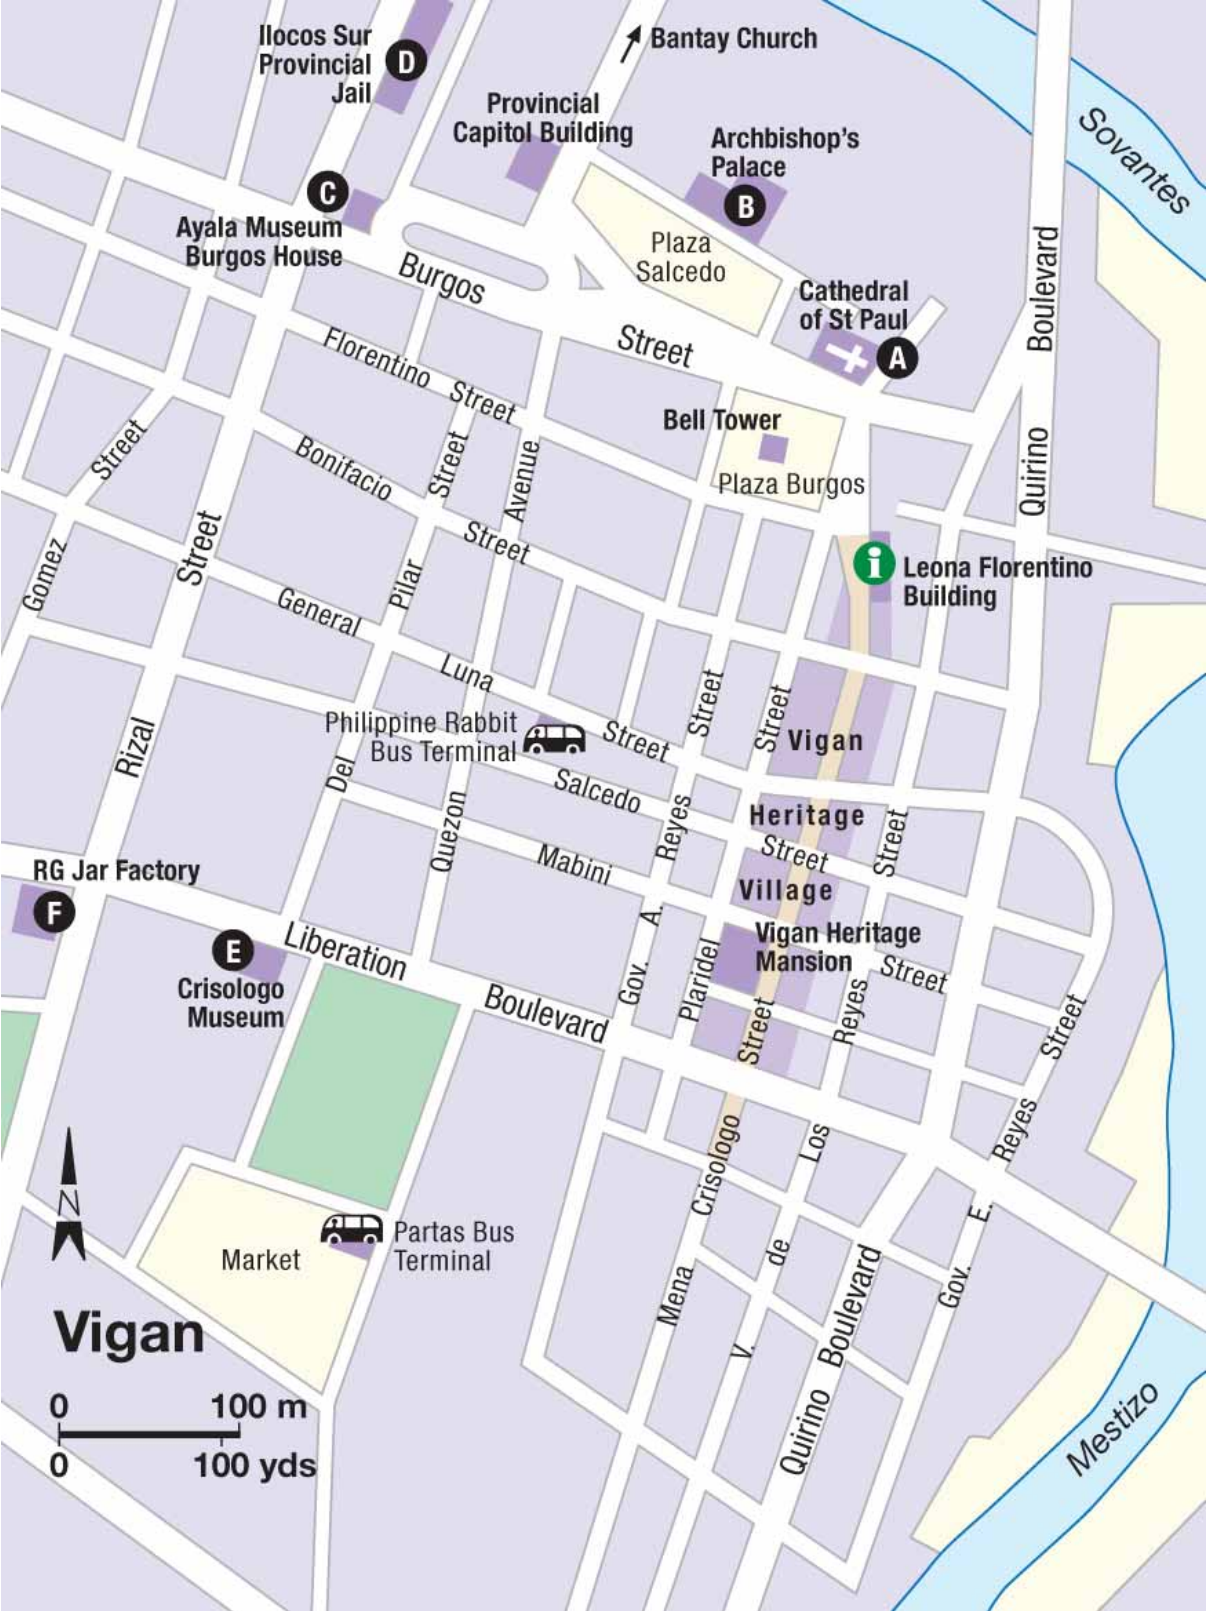 Ilocos Sur
Provincial
Jail
D
Bantay Church
Provincial
Capitol Building
Archbishop's
Palace
B
Sovantes
C
Ayala Museum
Burgos House
Plaza
Salcedo
Burgos
Street
Cathedral
of St Paul
A
Boulevard
Quirino
Florentino Street
Bell Tower
Plaza Burgos
Street
Gomez
Bonifacio
Street
Street
Avenue
Street
Rizal
Pilar
Del
Quezon
i
Leona Florentino
Building
General
Luna
Street
Philippine Rabbit
Bus Terminal
Street
Street
Vigan
Heritage
Village
Salcedo
Street
Reyes
A.
Gov.
Plaridel
Street
Mabini
Street
RG Jar Factory
F
E
Crisologo
Museum
Liberation
Boulevard
Vigan Heritage
Mansion
Street
Crisologo
Mena
Reyes
Los
de
V.
Street
Reyes
E.
Gov.
Quirino Boulevard
N
Market
Partas Bus
Terminal
Vigan
0 100 m
0 100 yds
Mestizo